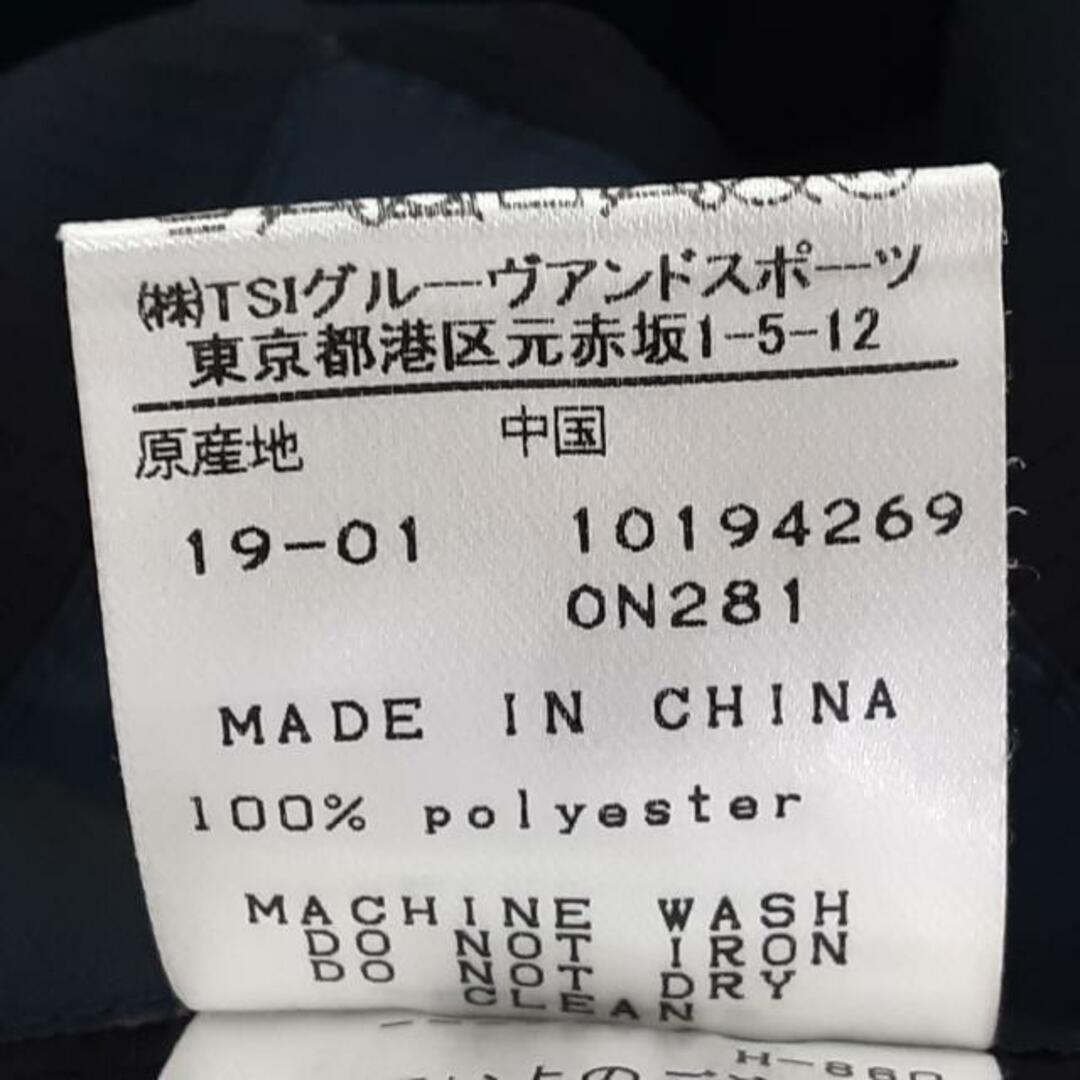 ㈱TSIグルーヴアンドスポーツ
東京都港区元赤坂1-5-12
原産地 中国
19-01 10194269
0N281
MADE IN CHINA
100% polyester
MACHINE WASH
DO NOT IRON
DO NOT DRY
CLEAN
H-880